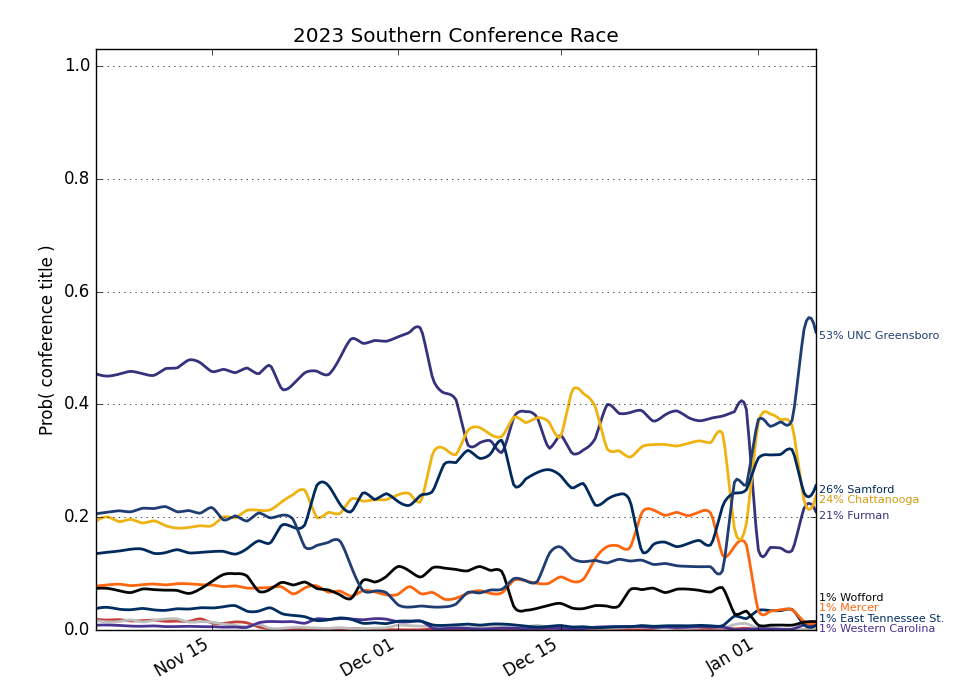 2023 Southern Conference Race
1.0
0.8
0.6
0.4
0.2
0.0
Prob( conference title )
53% UNC Greensboro
26% Samford
24% Chattanooga
21% Furman
1% Wofford
1% Mercer
1% East Tennessee St.
1% Western Carolina
Nov 15
Dec 01
Dec 15
Jan 01